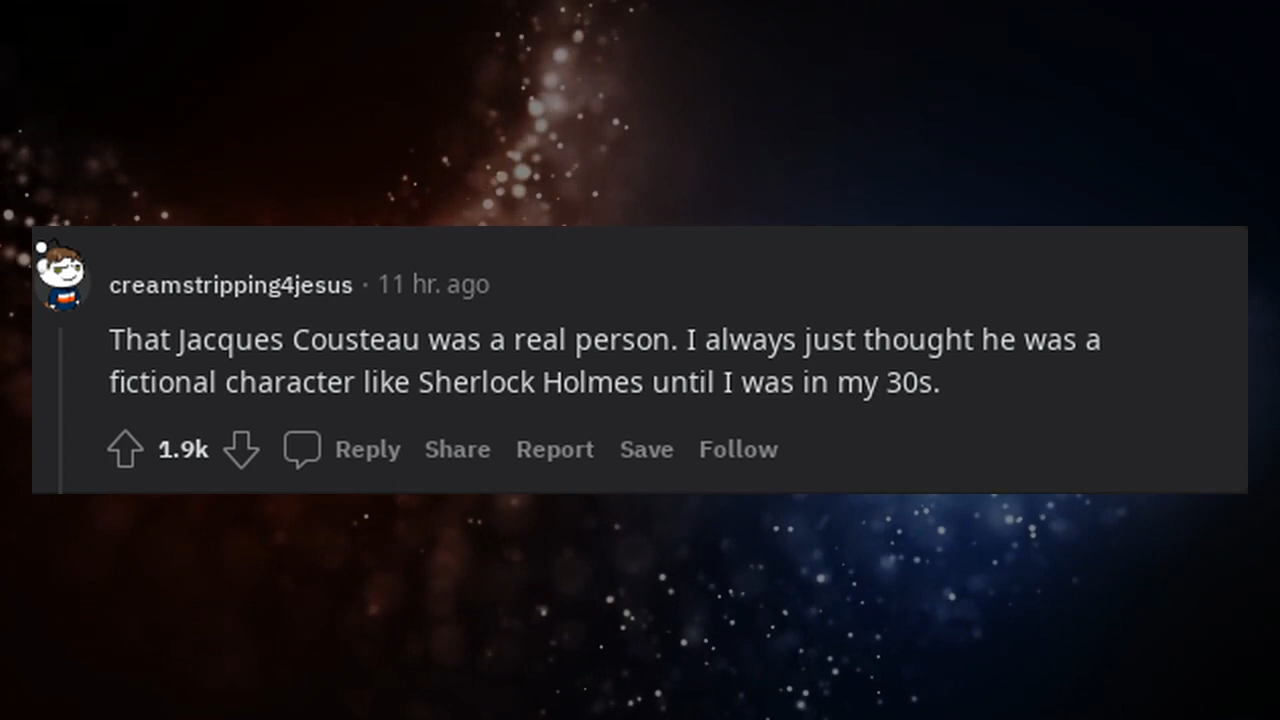 creamstripping4jesus · 11 hr. ago
That Jacques Cousteau was a real person. I always just thought he was a
fictional character like Sherlock Holmes until I was in my 30s.
1.9k Reply Share Report Save Follow